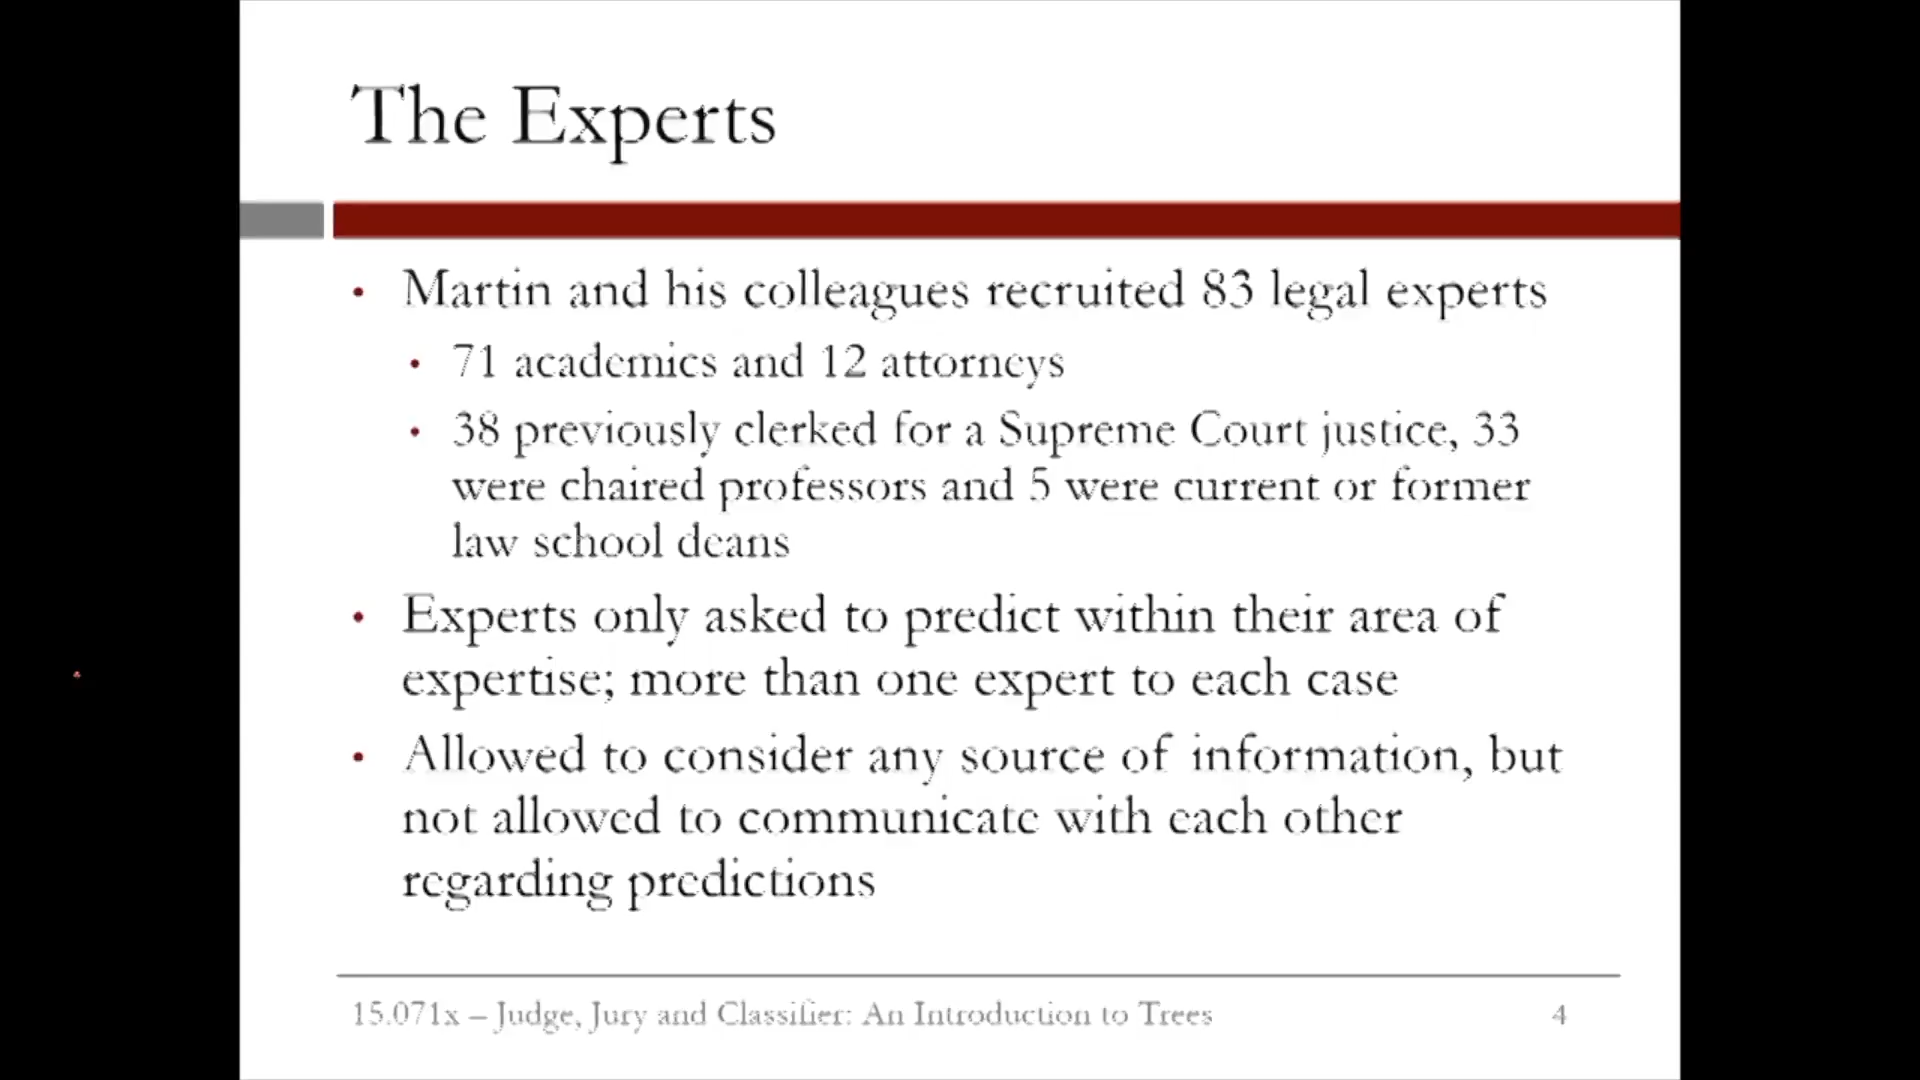 The Experts
• Martin and his colleagues recruited 83 legal experts
• 71 academics and 12 attorneys
• 38 previously clerked for a Supreme Court justice, 33
were chaired professors and 5 were current or former
law school deans
• Experts only asked to predict within their area of
expertise; more than one expert to each case
• Allowed to consider any source of information, but
not allowed to communicate with each other
regarding predictions
15.071x – Judge, Jury and Classifier: An Introduction to Trees 4